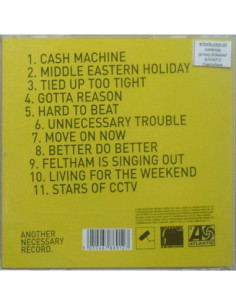 1. CASH MACHINE
2. MIDDLE EASTERN HOLIDAY
3. TIED UP TOO TIGHT
4. GOTTA REASON
5. HARD TO BEAT
6. UNNECESSARY TROUBLE
7. MOVE ON NOW
8. BETTER DO BETTER
9. FELTHAM IS SINGING OUT
10. LIVING FOR THE WEEKEND
11. STARS OF CCTV
ANOTHER
NECESSARY
RECORD.
ATLANTIC